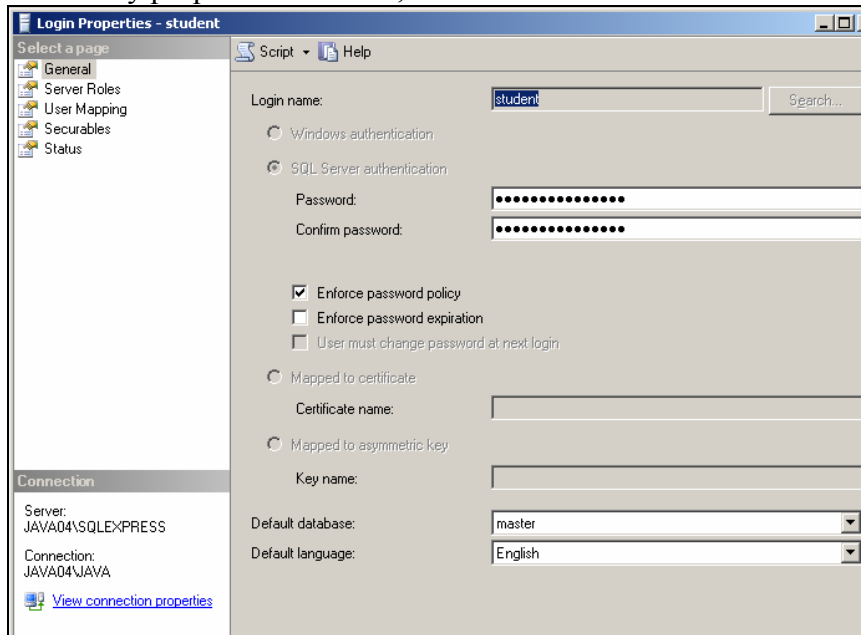 Login Properties - student
Select a page
General
Server Roles
User Mapping
Securables
Status
Script Help
Login name: student Search...
Windows authentication
SQL Server authentication
Password: ●●●●●●●●●●●●●●●
Confirm password: ●●●●●●●●●●●●●●●
Enforce password policy
Enforce password expiration
User must change password at next login
Mapped to certificate
Certificate name:
Mapped to asymmetric key
Key name:
Default database: master
Default language: English
Connection
Server:
JAVA04\SQLEXPRESS
Connection:
JAVA04\JAVA
View connection properties